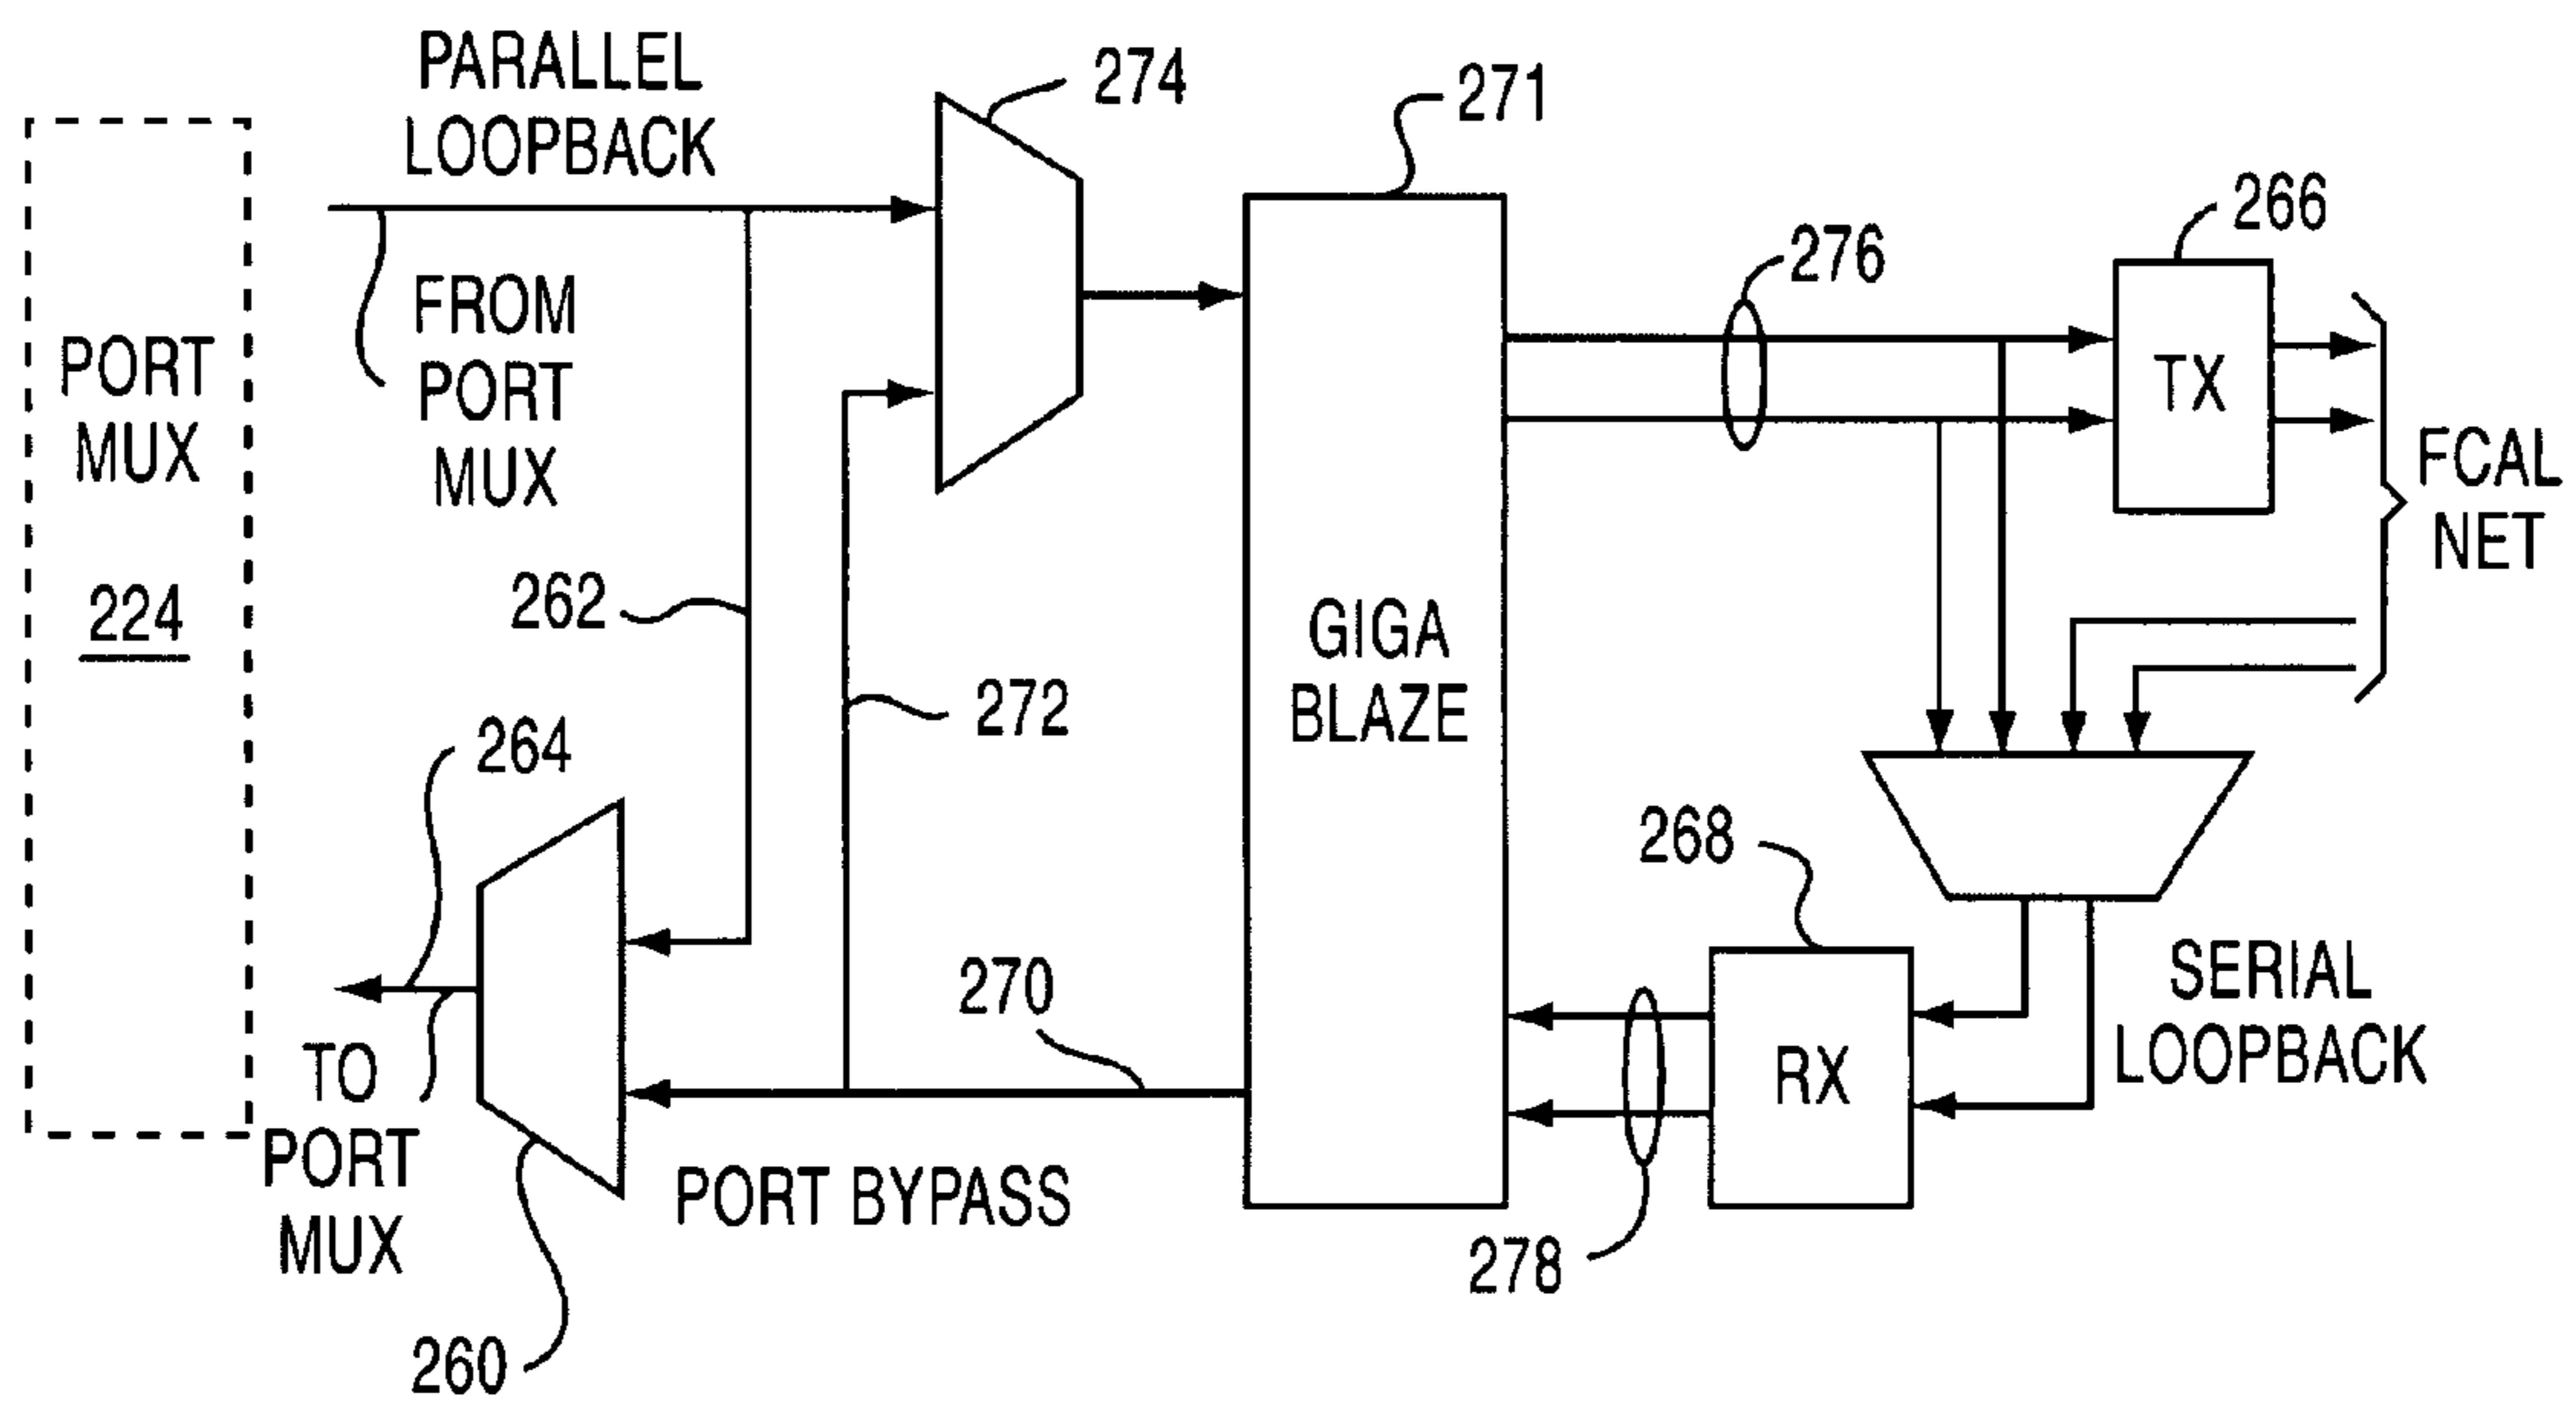 PARALLEL
LOOPBACK
274
271
266
276
FROM
PORT
MUX
PORT
MUX
224
TX
FCAL
NET
262
272
GIGA
BLAZE
264
268
270
SERIAL
LOOPBACK
RX
TO
PORT
MUX
PORT BYPASS
278
260